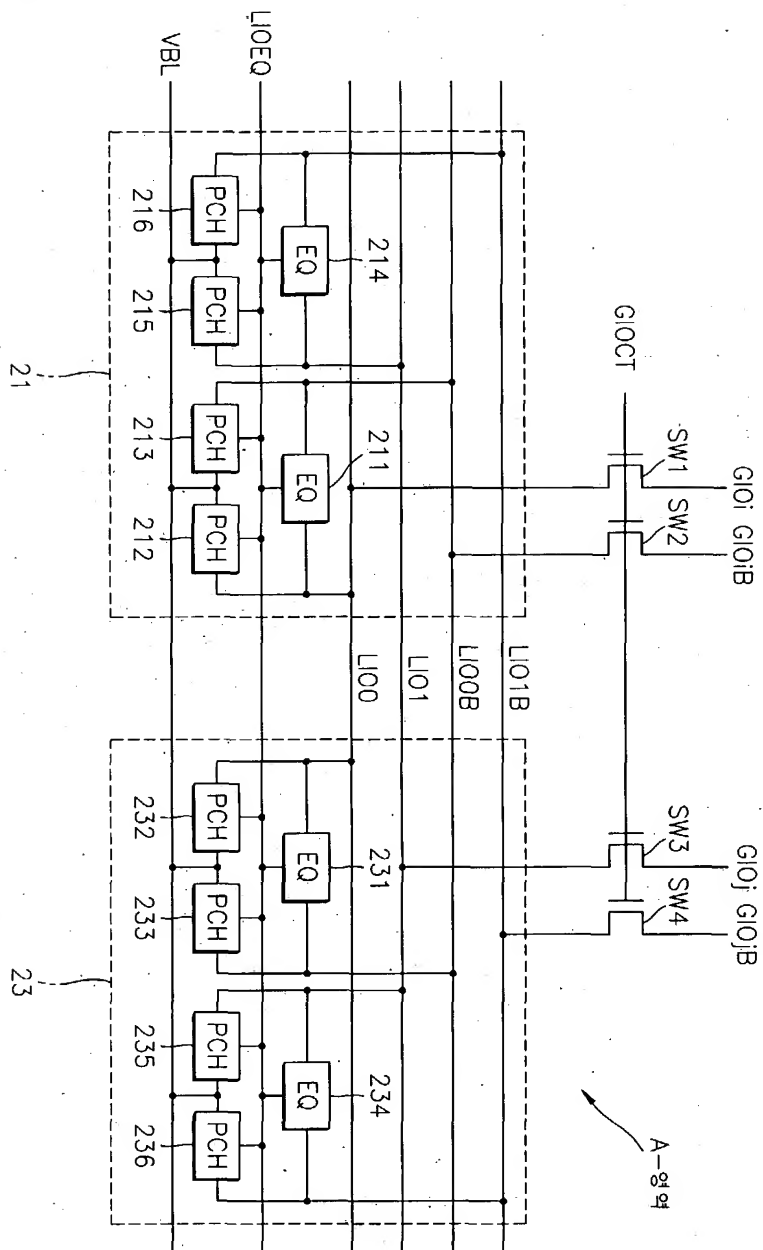 GIOi GIOiB
GIOj GIOjB
SW1
SW2
SW3
SW4
GIOCT
A-영역
LIO1B
LIO0B
LIO1
LIO0
214
211
231
234
EQ
EQ
EQ
EQ
LIOEQ
PCH
PCH
PCH
PCH
PCH
PCH
PCH
PCH
VBL
216
215
213
212
232
233
235
236
21
23